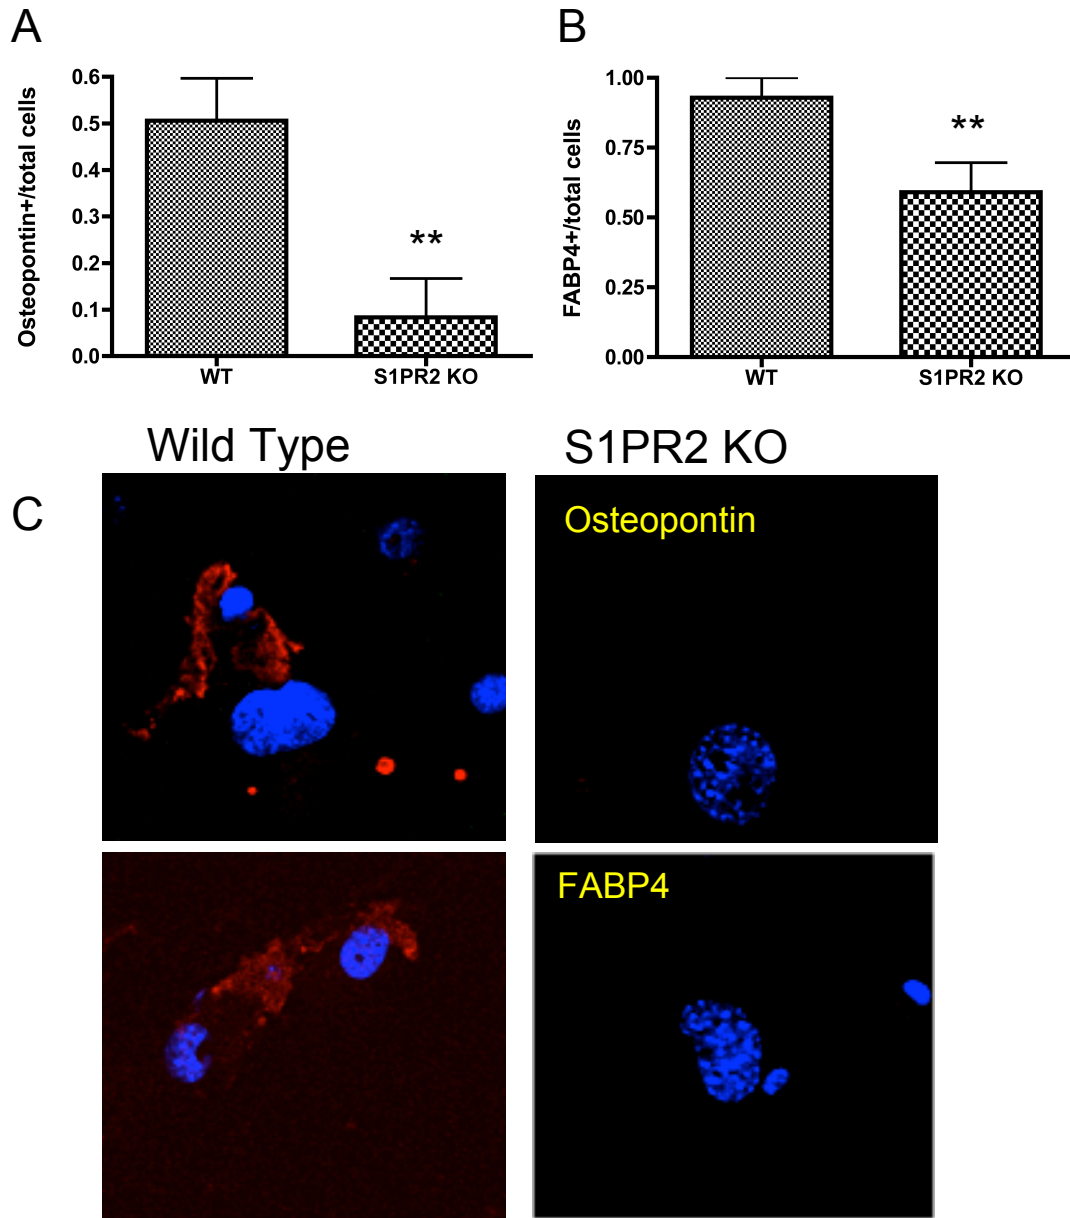 A
Osteopontin+/total cells
0.6
0.5
0.4
0.3
0.2
0.1
0.0
**
WT
S1PR2 KO
B
FABP4+/total cells
1.00
0.75
0.50
0.25
0.00
**
WT
S1PR2 KO
Wild Type
S1PR2 KO
C
Osteopontin
FABP4